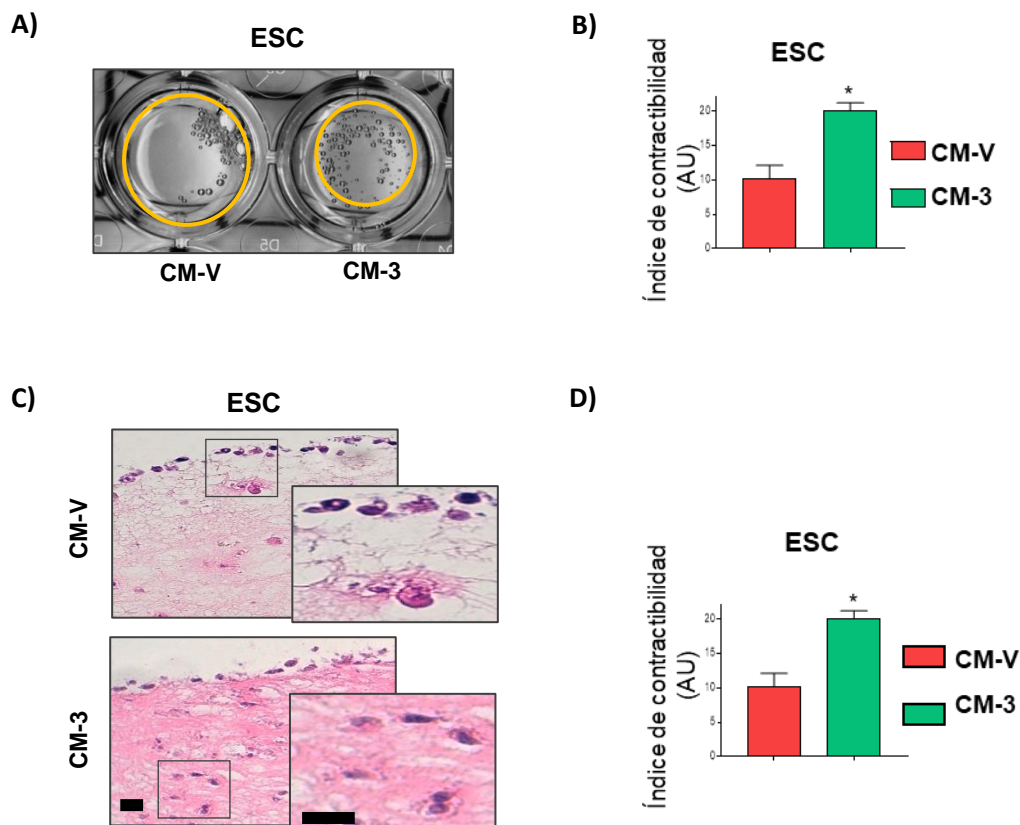 A)
ESC
CM-V
CM-3
D5
B)
ESC
Índice de contractibilidad
(AU)
20
15
10
5
0
*
CM-V
CM-3
C)
ESC
CM-V
CM-3
D)
ESC
Índice de contractibilidad
(AU)
20
15
10
5
0
*
CM-V
CM-3